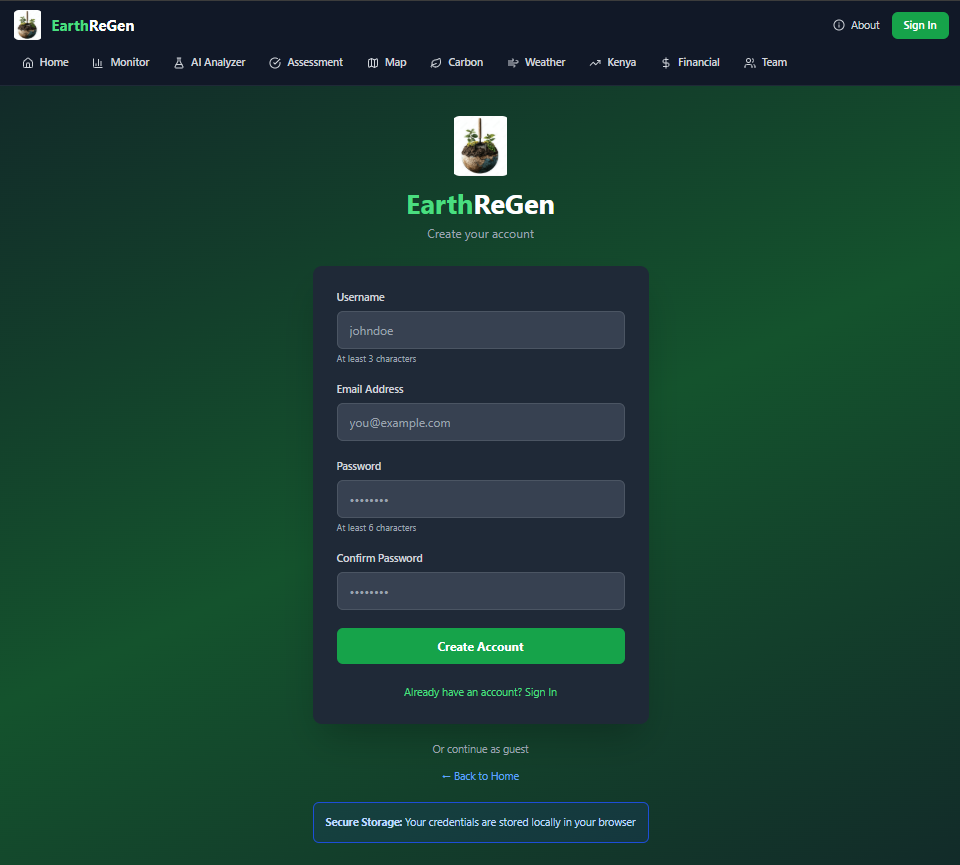 EarthReGen
About
Sign In
Home
Monitor
AI Analyzer
Assessment
Map
Carbon
Weather
Kenya
Financial
Team
EarthReGen
Create your account
Username
johndoe
At least 3 characters
Email Address
you@example.com
Password
••••••••
At least 6 characters
Confirm Password
••••••••
Create Account
Already have an account? Sign In
Or continue as guest
← Back to Home
Secure Storage: Your credentials are stored locally in your browser